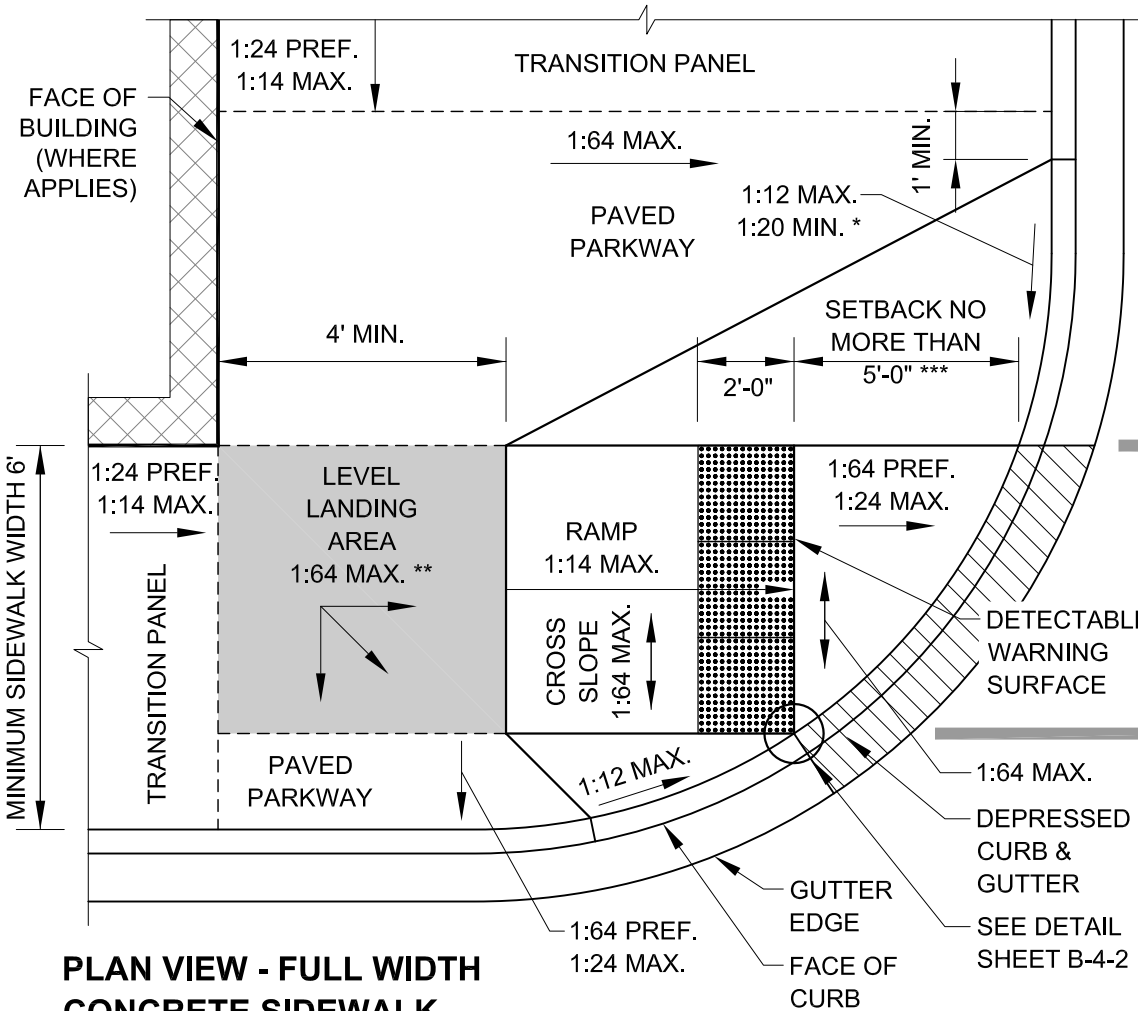 1:24 PREF.
1:14 MAX.
TRANSITION PANEL
FACE OF
BUILDING
(WHERE
APPLIES)
1:64 MAX.
1' MIN.
1:12 MAX.
1:20 MIN. *
PAVED
PARKWAY
SETBACK NO
MORE THAN
5'-0" ***
4' MIN.
2'-0"
MINIMUM SIDEWALK WIDTH 6'
1:24 PREF.
1:14 MAX.
TRANSITION PANEL
LEVEL
LANDING
AREA
1:64 MAX. **
RAMP
1:14 MAX.
CROSS
SLOPE
1:64 MAX.
1:64 PREF.
1:24 MAX.
DETECTABLE
WARNING
SURFACE
PAVED
PARKWAY
1:12 MAX.
1:64 MAX.
DEPRESSED
CURB &
GUTTER
GUTTER
EDGE
SEE DETAIL
SHEET B-4-2
1:64 PREF.
1:24 MAX.
FACE OF
CURB
PLAN VIEW - FULL WIDTH
CONCRETE SIDEWALK